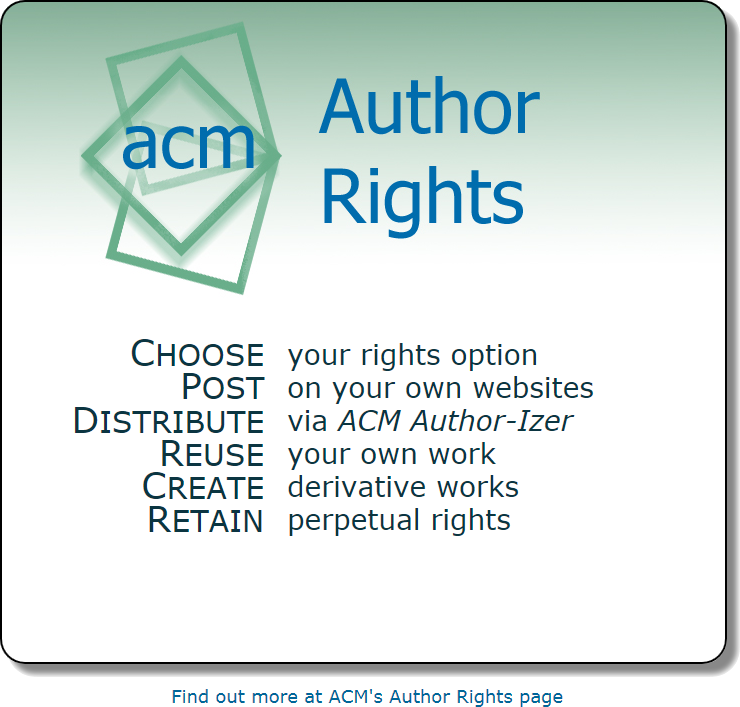 acm
Author
Rights
CHOOSE your rights option
POST on your own websites
DISTRIBUTE via ACM Author-Izer
REUSE your own work
CREATE derivative works
RETAIN perpetual rights
Find out more at ACM's Author Rights page